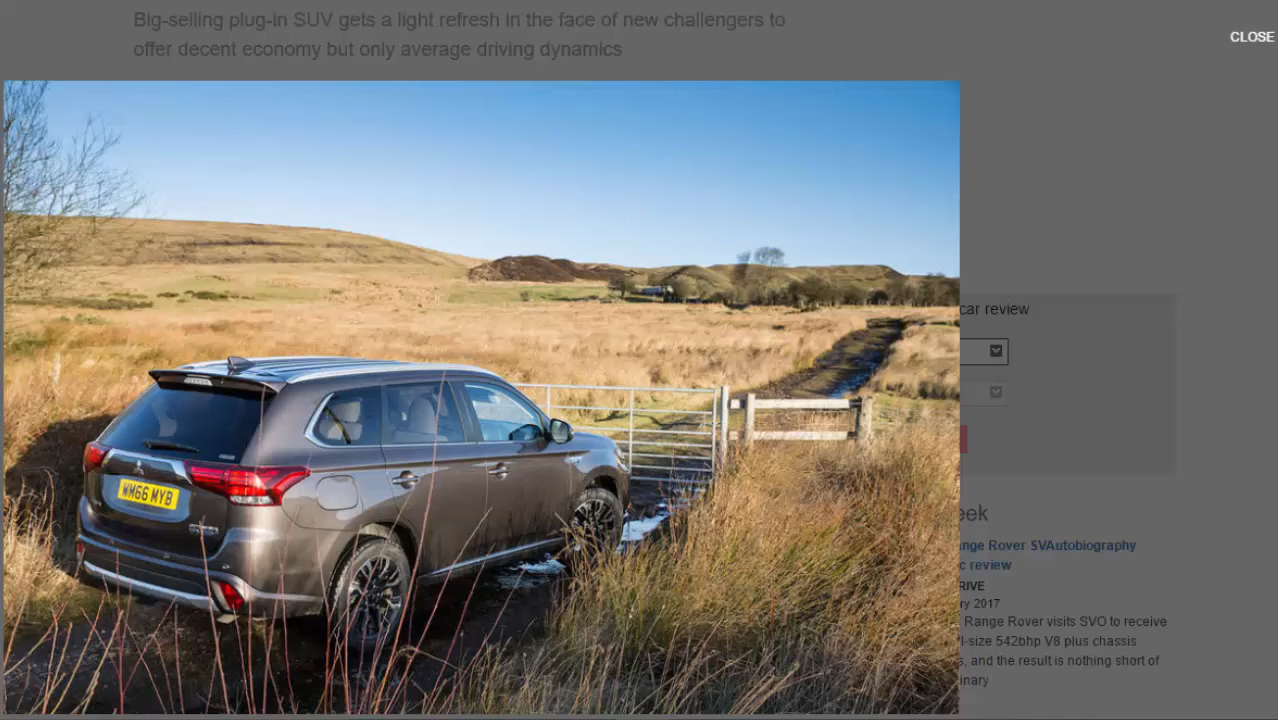 Big-selling plug-in SUV gets a light refresh in the face of new challengers to
offer decent economy but only average driving dynamics
CLOSE
car review
WM66 MYB
eek
ange Rover SVAutobiography
c review
RIVE
ry 2017
Range Rover visits SVO to receive
l-size 542bhp V8 plus chassis
s, and the result is nothing short of
inary